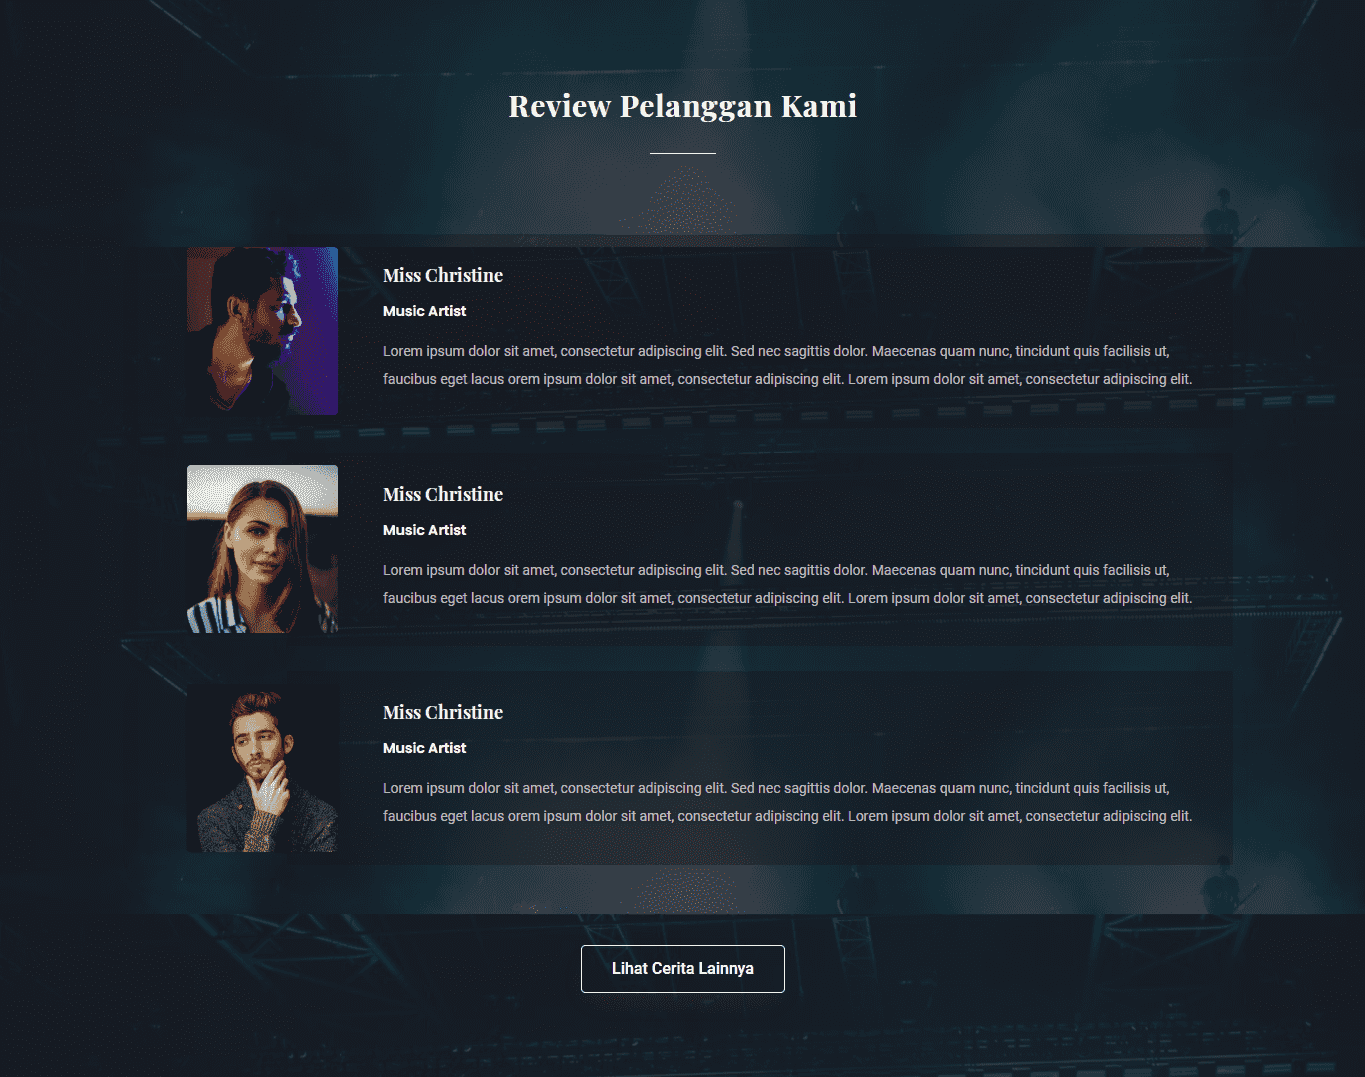 Review Pelanggan Kami
Miss Christine
Music Artist
Lorem ipsum dolor sit amet, consectetur adipiscing elit. Sed nec sagittis dolor. Maecenas quam nunc, tincidunt quis facilisis ut,
faucibus eget lacus orem ipsum dolor sit amet, consectetur adipiscing elit. Lorem ipsum dolor sit amet, consectetur adipiscing elit.
Miss Christine
Music Artist
Lorem ipsum dolor sit amet, consectetur adipiscing elit. Sed nec sagittis dolor. Maecenas quam nunc, tincidunt quis facilisis ut,
faucibus eget lacus orem ipsum dolor sit amet, consectetur adipiscing elit. Lorem ipsum dolor sit amet, consectetur adipiscing elit.
Miss Christine
Music Artist
Lorem ipsum dolor sit amet, consectetur adipiscing elit. Sed nec sagittis dolor. Maecenas quam nunc, tincidunt quis facilisis ut,
faucibus eget lacus orem ipsum dolor sit amet, consectetur adipiscing elit. Lorem ipsum dolor sit amet, consectetur adipiscing elit.
Lihat Cerita Lainnya